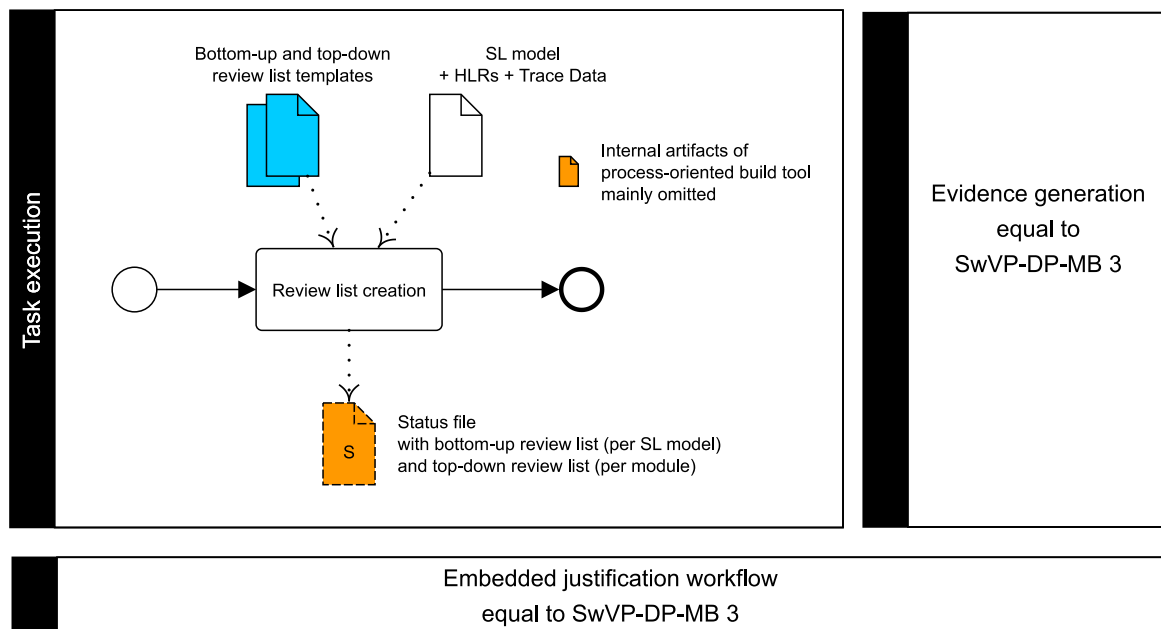 Task execution
Bottom-up and top-down
review list templates
SL model
+ HLRs + Trace Data
Internal artifacts of
process-oriented build tool
mainly omitted
Review list creation
S
Status file
with bottom-up review list (per SL model)
and top-down review list (per module)
Evidence generation
equal to
SwVP-DP-MB 3
Embedded justification workflow
equal to SwVP-DP-MB 3